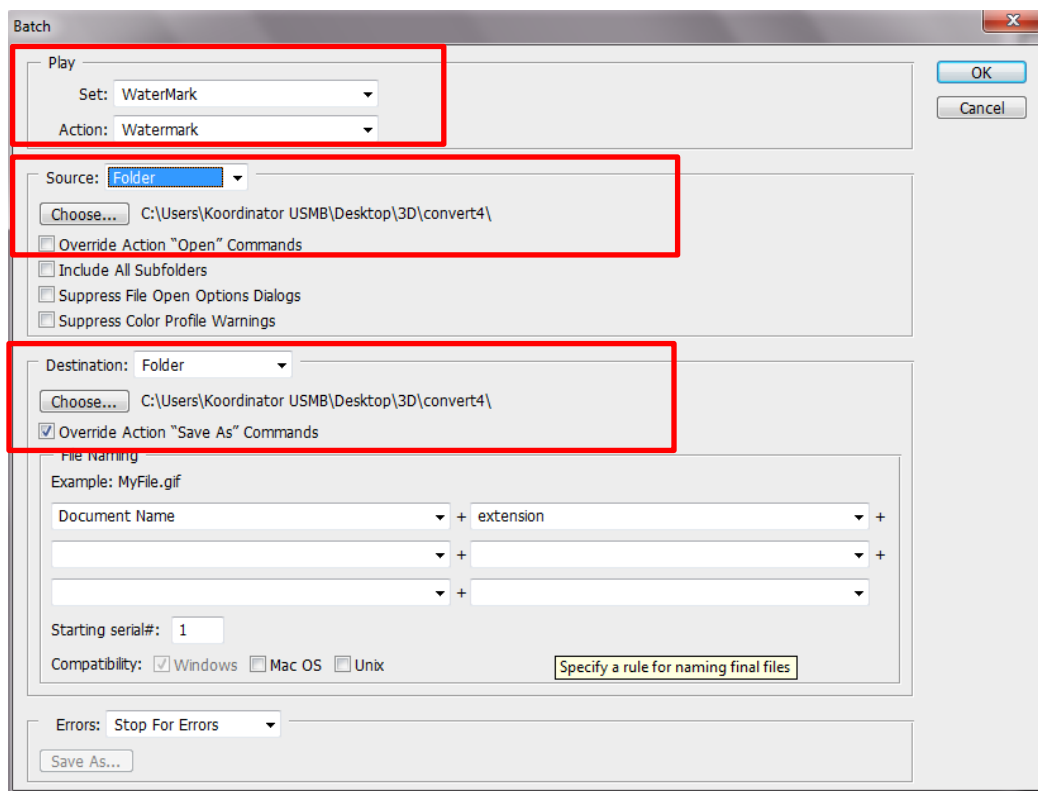 Batch
Play
OK
Set: WaterMark
Cancel
Action: Watermark
Source: Folder
Choose... C:\Users\Koordinator USMB\Desktop\3D\convert4\
Override Action "Open" Commands
Include All Subfolders
Suppress File Open Options Dialogs
Suppress Color Profile Warnings
Destination: Folder
Choose... C:\Users\Koordinator USMB\Desktop\3D\convert4\
Override Action "Save As" Commands
File Naming
Example: MyFile.gif
Document Name + extension +
+ +
+
Starting serial#: 1
Compatibility: Windows Mac OS Unix
Specify a rule for naming final files
Errors: Stop For Errors
Save As...